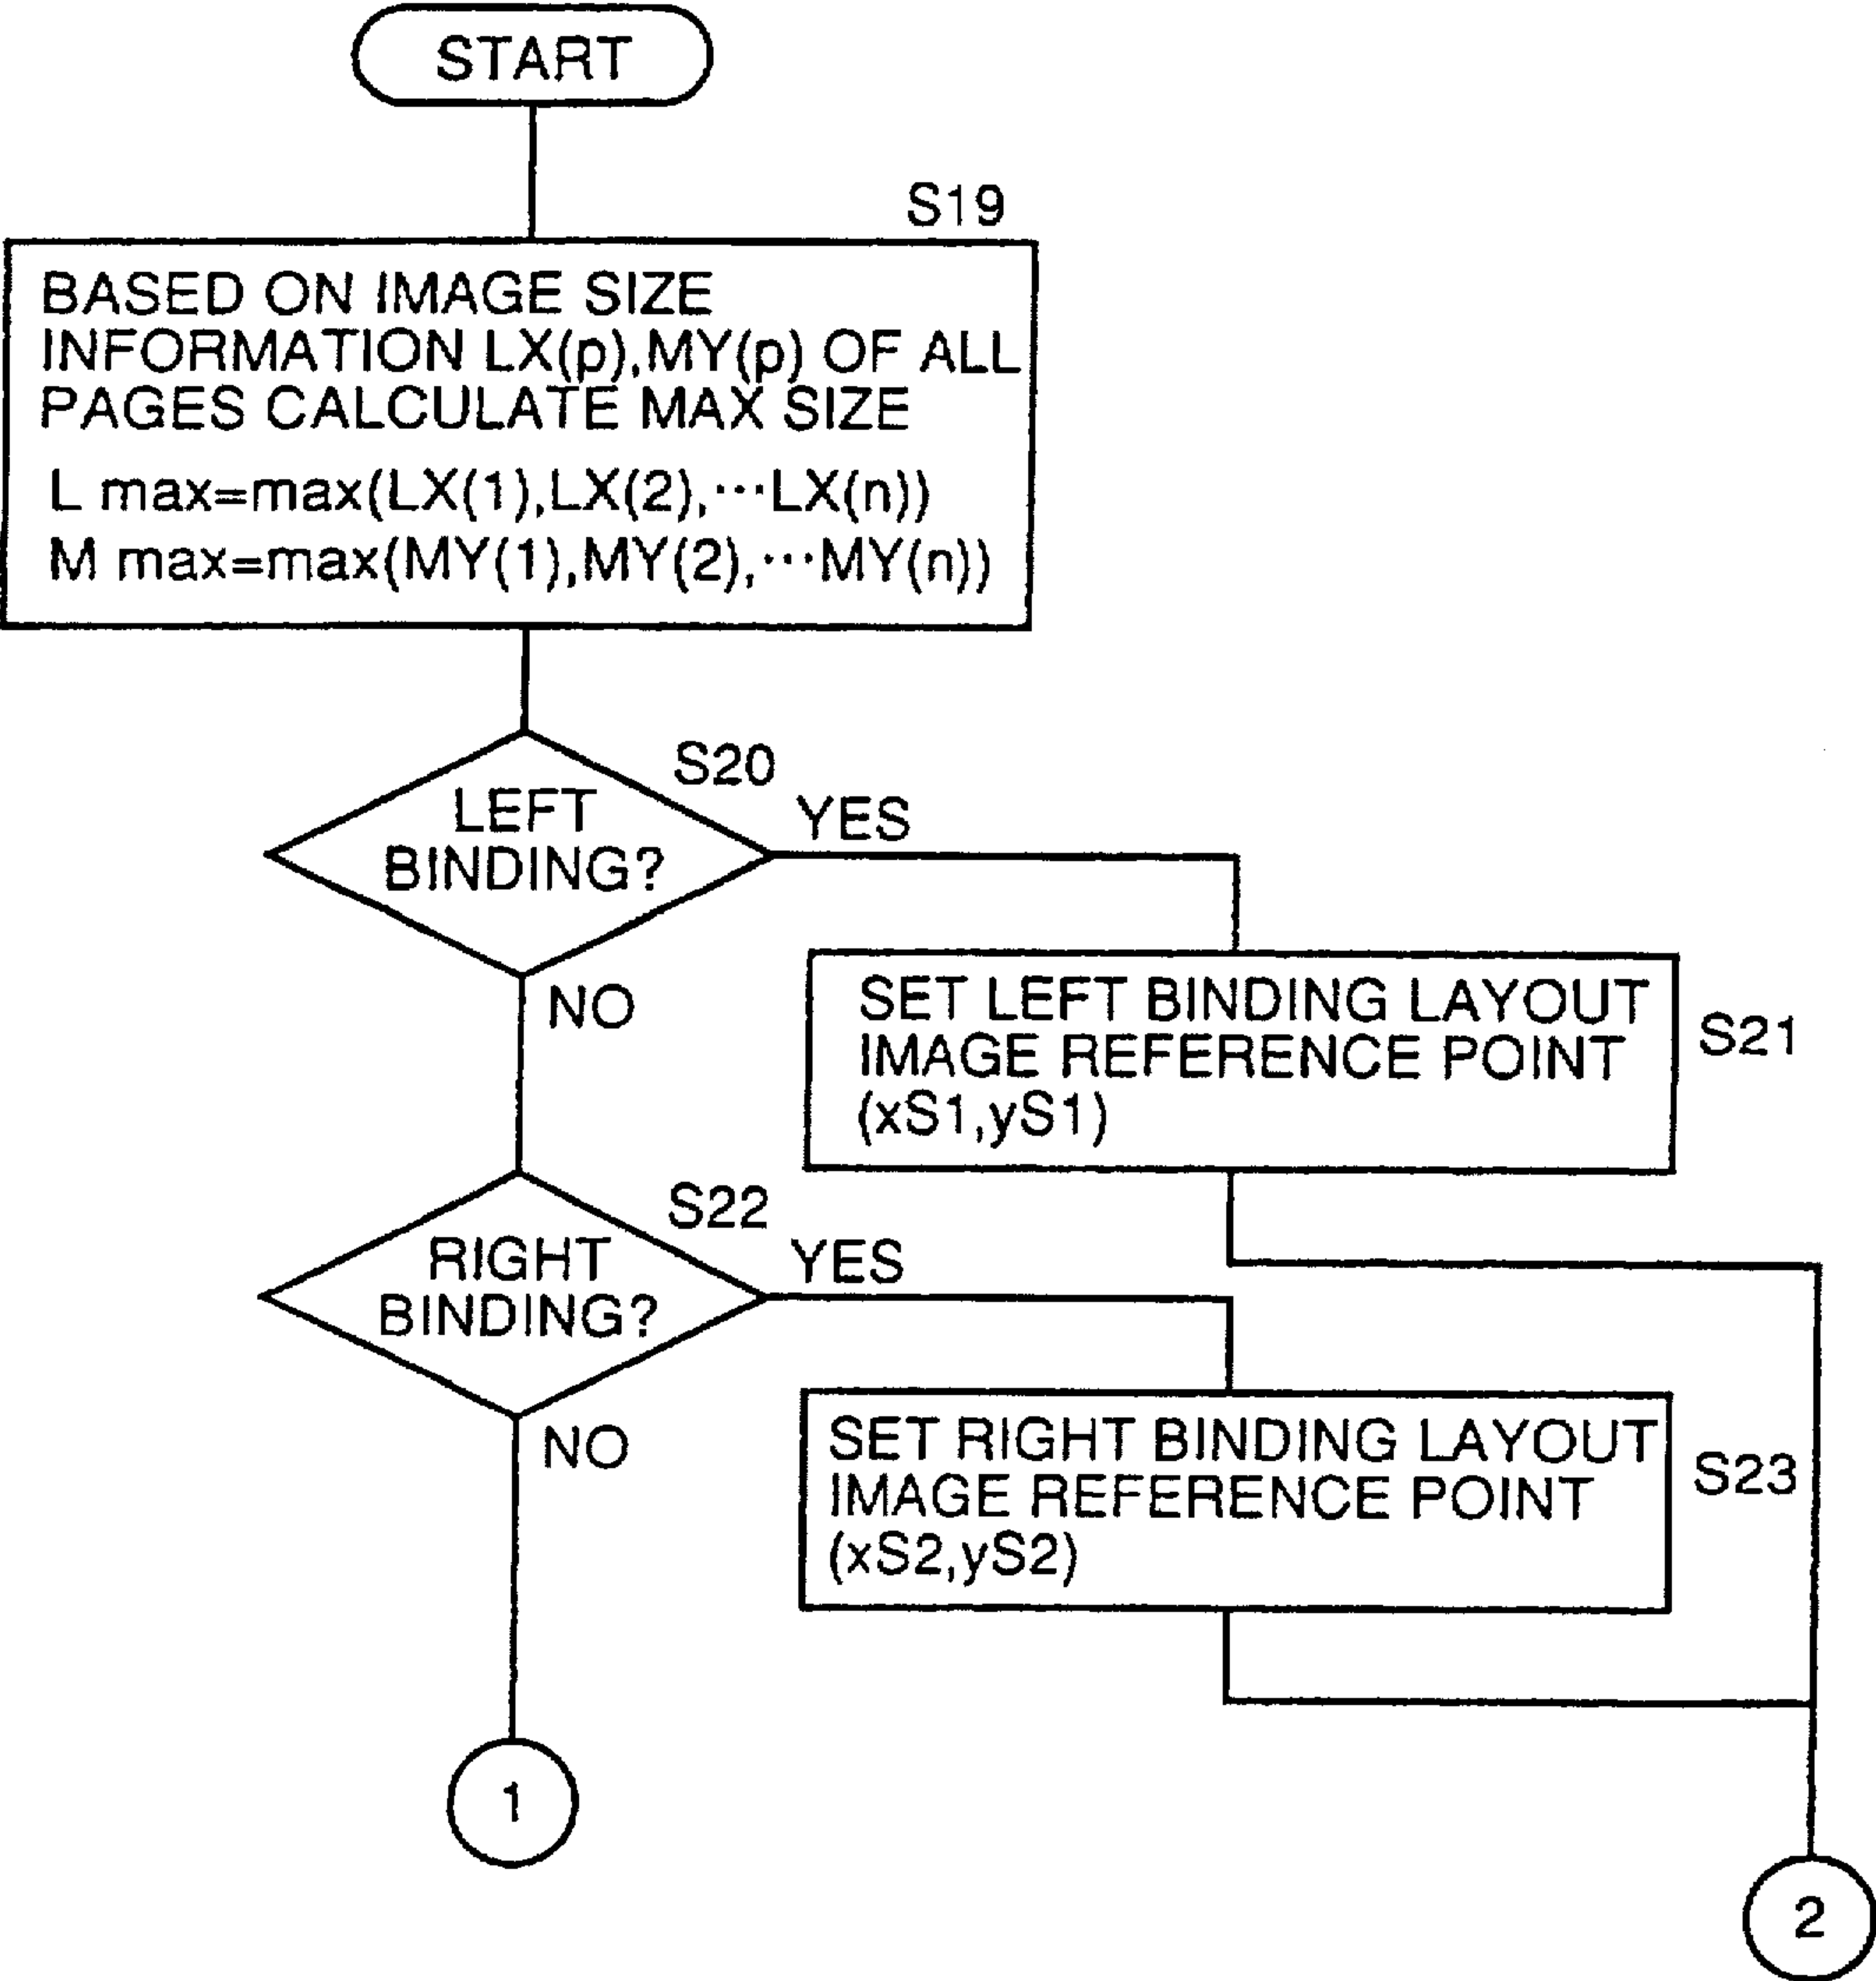 START
S19
BASED ON IMAGE SIZE
INFORMATION LX(p),MY(p) OF ALL
PAGES CALCULATE MAX SIZE
L max=max(LX(1),LX(2),···LX(n))
M max=max(MY(1),MY(2),···MY(n))
S20
LEFT
BINDING?
YES
NO
SET LEFT BINDING LAYOUT
IMAGE REFERENCE POINT
(xS1,yS1)
S21
S22
RIGHT
BINDING?
YES
NO
SET RIGHT BINDING LAYOUT
IMAGE REFERENCE POINT
(xS2,yS2)
S23
1
2